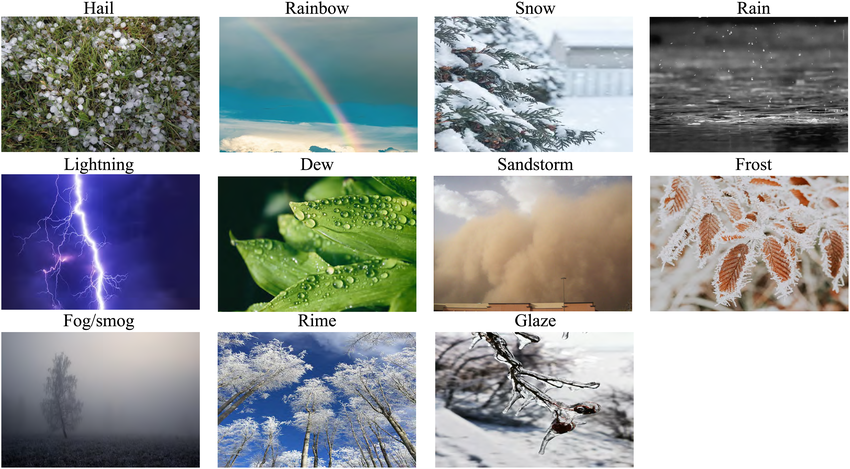 Hail
Rainbow
Snow
Rain
Lightning
Dew
Sandstorm
Frost
Fog/smog
Rime
Glaze